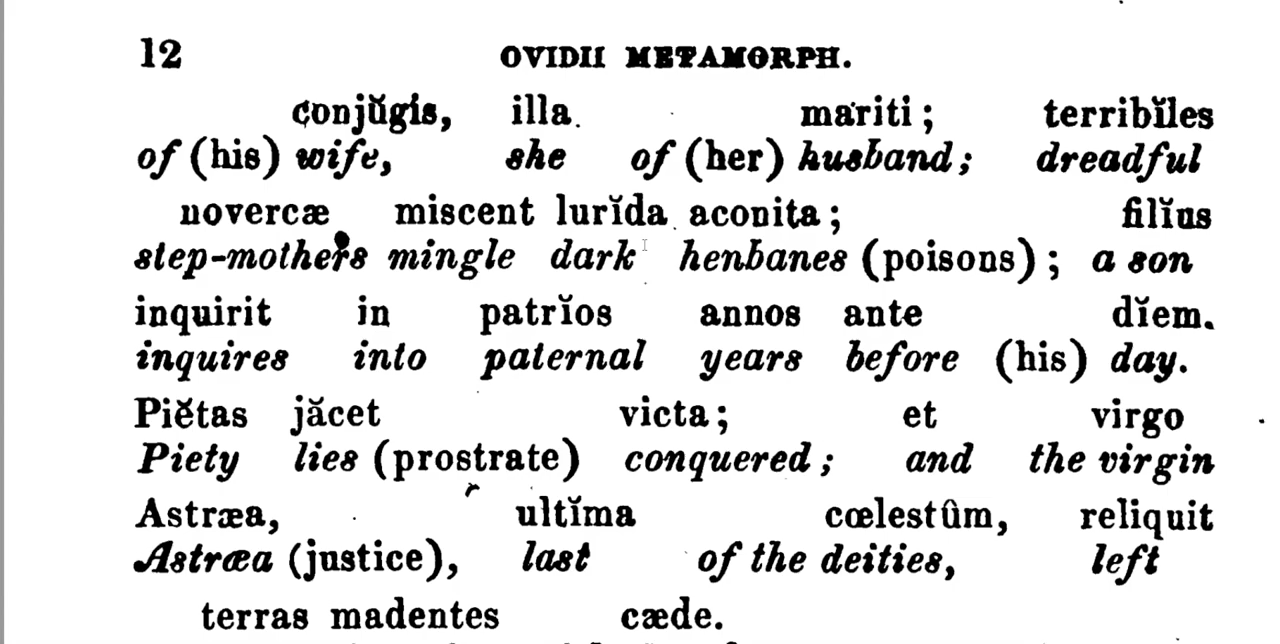 12 OVIDII METAMORPH.
conjŭgis, illa mariti; terribĭles
of (his) wife, she of (her) husband; dreadful
novercæ miscent lurĭda aconita; filĭus
step-mothers mingle dark henbanes (poisons); a son
inquirit in patrĭos annos ante dĭem.
inquires into paternal years before (his) day.
Piĕtas jăcet victa; et virgo
Piety lies (prostrate) conquered; and the virgin
Astræa, ultĭma cœlestûm, reliquit
Astræa (justice), last of the deities, left
terras madentes cæde.